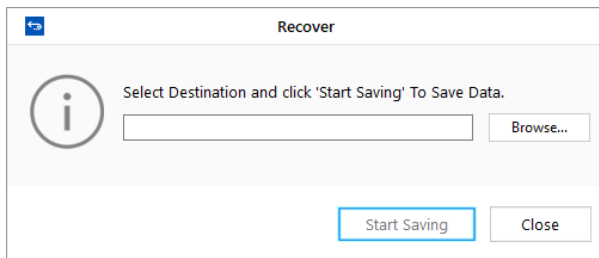 Recover
Select Destination and click 'Start Saving' To Save Data.
Browse...
Start Saving
Close